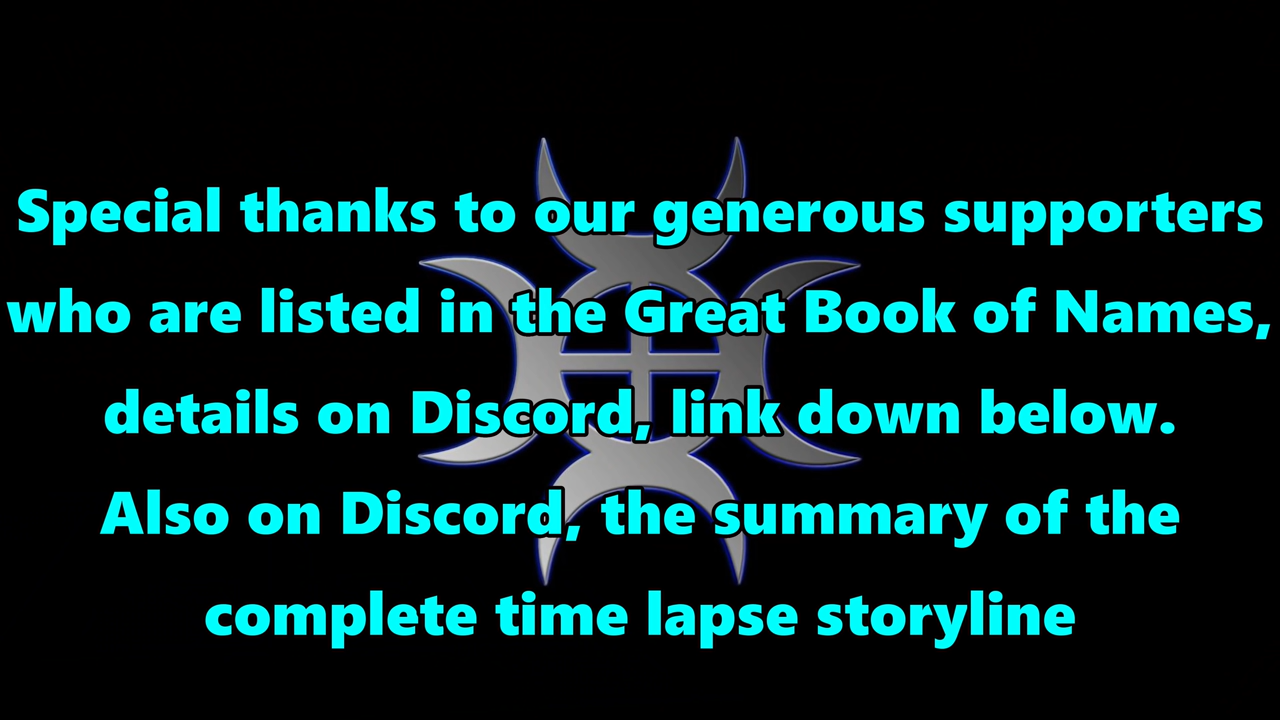 Special thanks to our generous supporters
who are listed in the Great Book of Names,
details on Discord, link down below.
Also on Discord, the summary of the
complete time lapse storyline